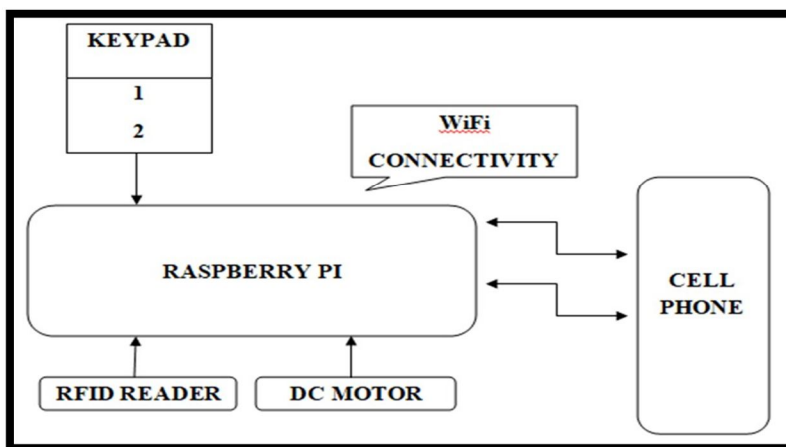 KEYPAD
1
2
WiFi
CONNECTIVITY
RASPBERRY PI
CELL
PHONE
RFID READER
DC MOTOR